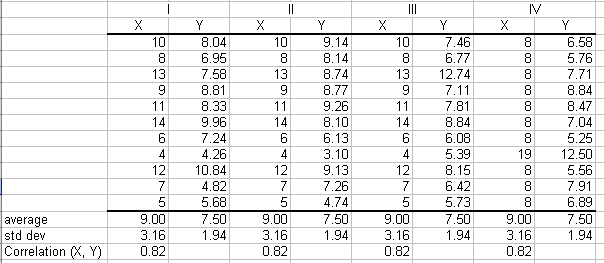 I II III IV
X Y X Y X Y X Y
10 8.04 10 9.14 10 7.46 8 6.58
8 6.95 8 8.14 8 6.77 8 5.76
13 7.58 13 8.74 13 12.74 8 7.71
9 8.81 9 8.77 9 7.11 8 8.84
11 8.33 11 9.26 11 7.81 8 8.47
14 9.96 14 8.10 14 8.84 8 7.04
6 7.24 6 6.13 6 6.08 8 5.25
4 4.26 4 3.10 4 5.39 19 12.50
12 10.84 12 9.13 12 8.15 8 5.56
7 4.82 7 7.26 7 6.42 8 7.91
5 5.68 5 4.74 5 5.73 8 6.89
average 9.00 7.50 9.00 7.50 9.00 7.50 9.00 7.50
std dev 3.16 1.94 3.16 1.94 3.16 1.94 3.16 1.94
Correlation (X, Y) 0.82 0.82 0.82 0.82